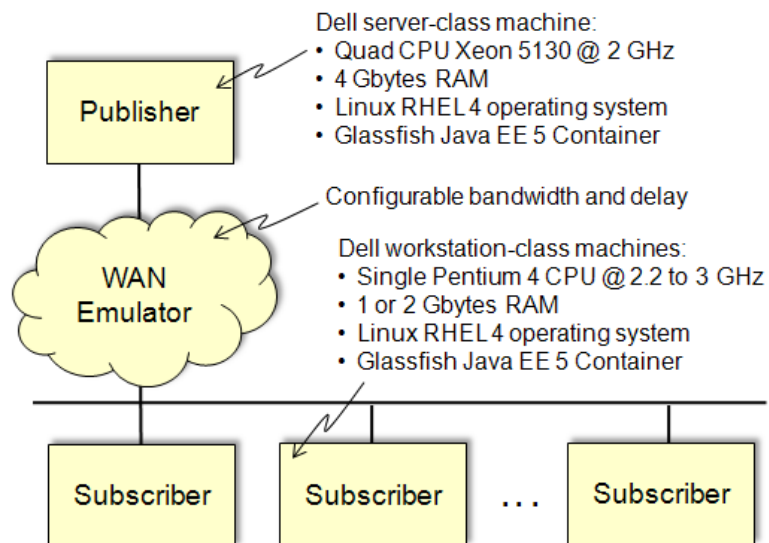 Dell server-class machine:
• Quad CPU Xeon 5130 @ 2 GHz
• 4 Gbytes RAM
• Linux RHEL 4 operating system
• Glassfish Java EE 5 Container
Publisher
Configurable bandwidth and delay
WAN
Emulator
Dell workstation-class machines:
• Single Pentium 4 CPU @ 2.2 to 3 GHz
• 1 or 2 Gbytes RAM
• Linux RHEL 4 operating system
• Glassfish Java EE 5 Container
Subscriber Subscriber ... Subscriber